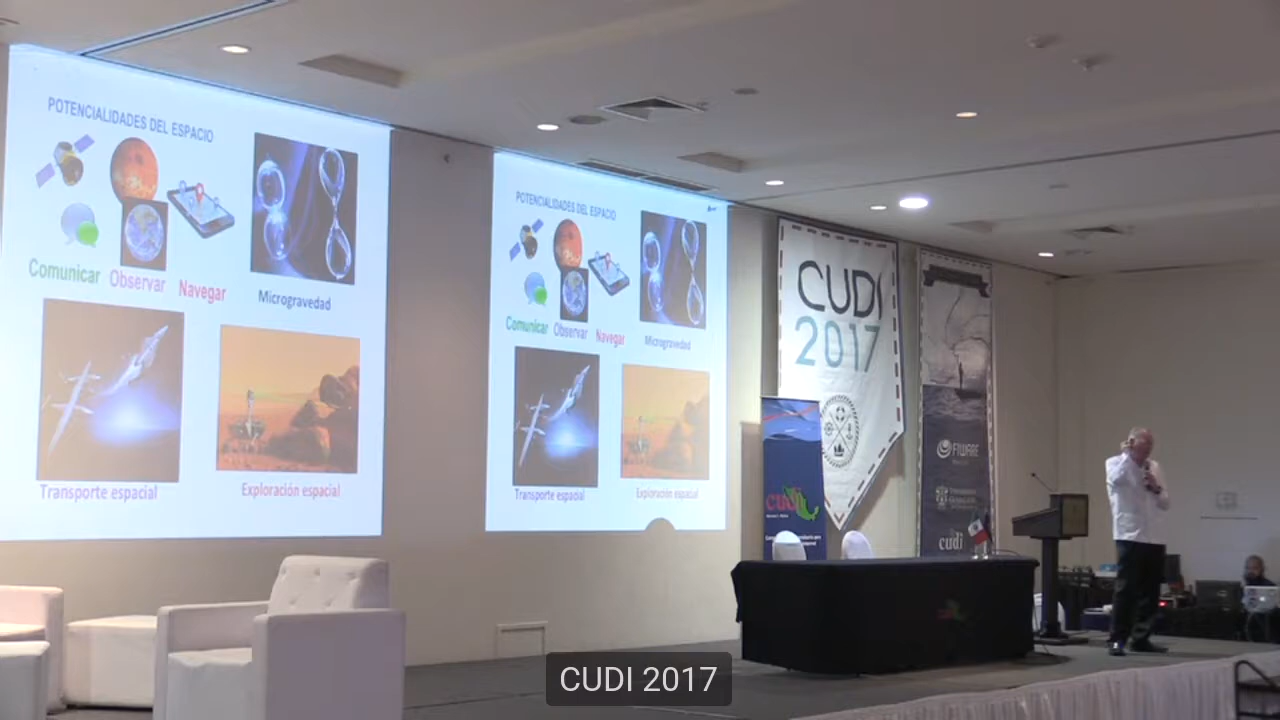 POTENCIALIDADES DEL ESPACIO
Comunicar Observar Navegar
Microgravedad
Transporte espacial
Exploración espacial
POTENCIALIDADES DEL ESPACIO
Comunicar Observar Navegar
Microgravedad
Transporte espacial
Exploración espacial
CUDI
2017
cudi
FIWARE
cudi
CUDI 2017